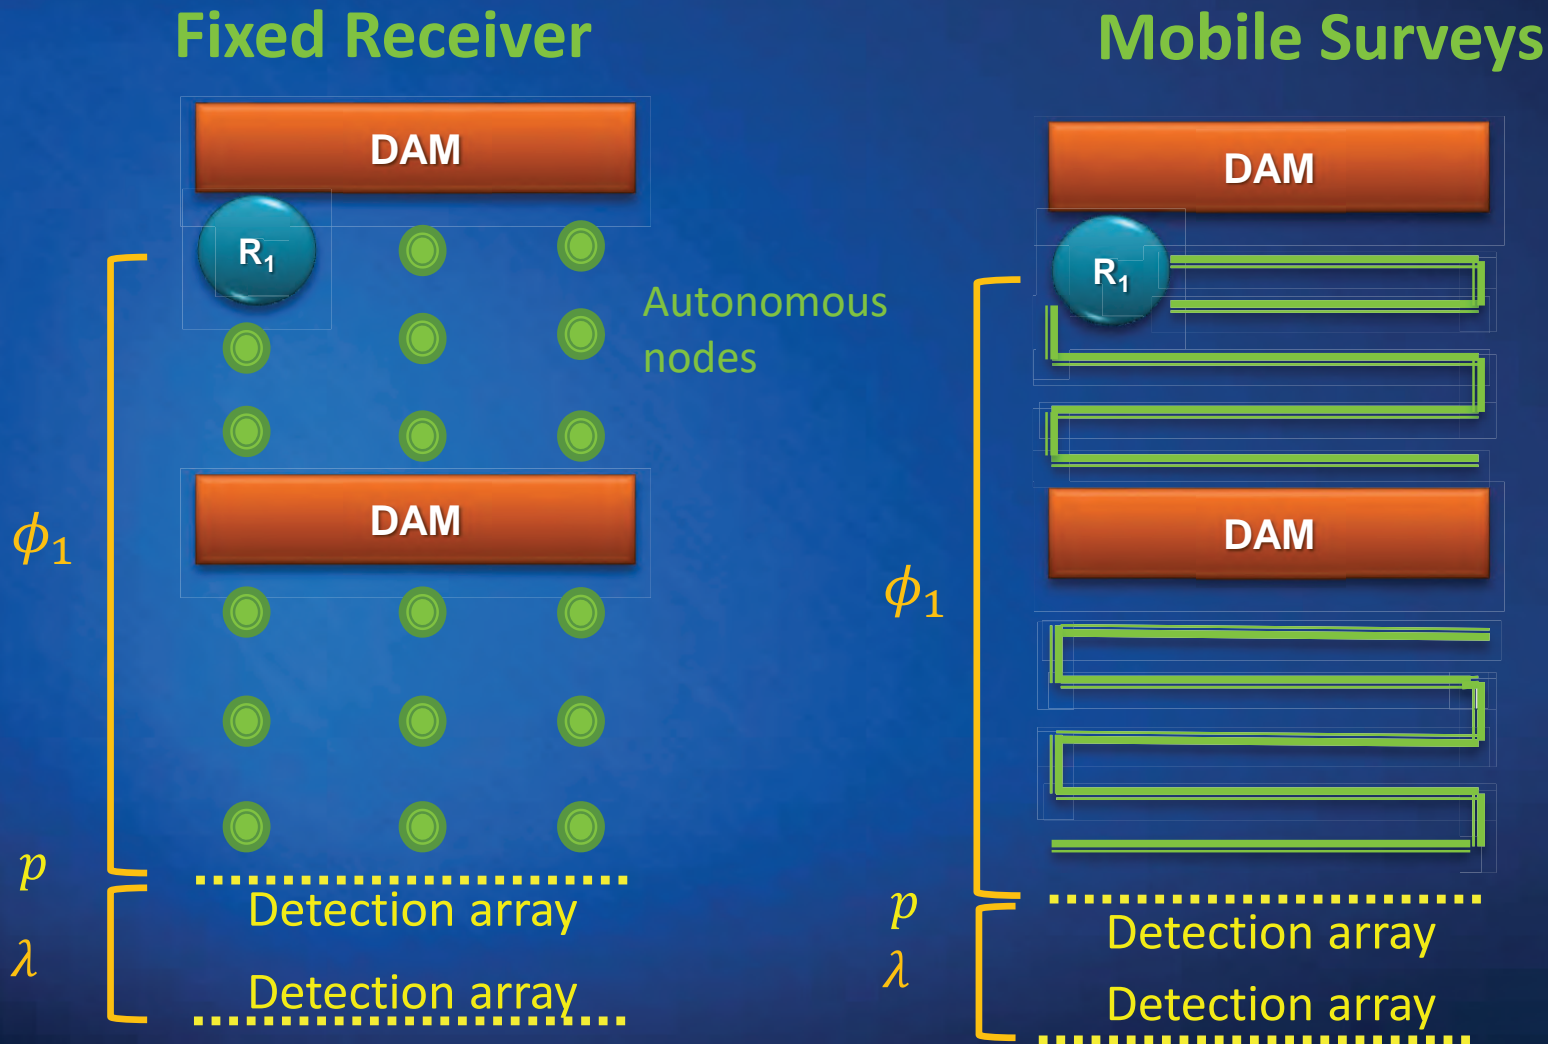 Fixed Receiver
DAM
R₁
Autonomous
nodes
DAM
ϕ₁
p
Detection array
λ
Detection array
Mobile Surveys
DAM
R₁
DAM
ϕ₁
p
Detection array
λ
Detection array